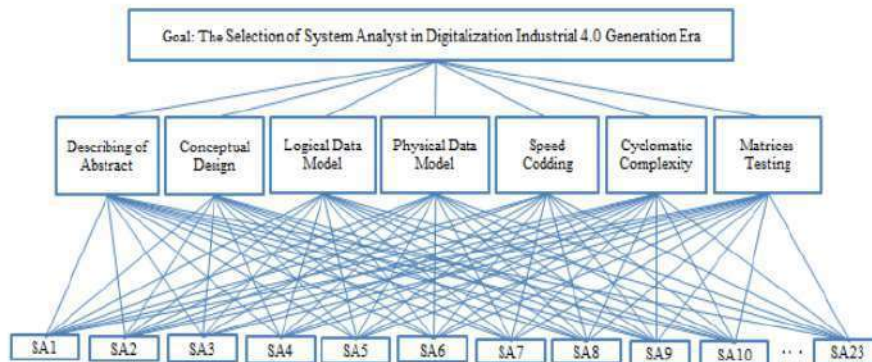 Goal: The Selection of System Analyst in Digitalization Industrial 4.0 Generation Era
Describing of
Abstract
Conceptual
Design
Logical Data
Model
Physical Data
Model
Speed
Codding
Cyclomatic
Complexity
Matrices
Testing
SA1
SA2
SA3
SA4
SA5
SA6
SA7
SA8
SA9
SA10
...
SA23